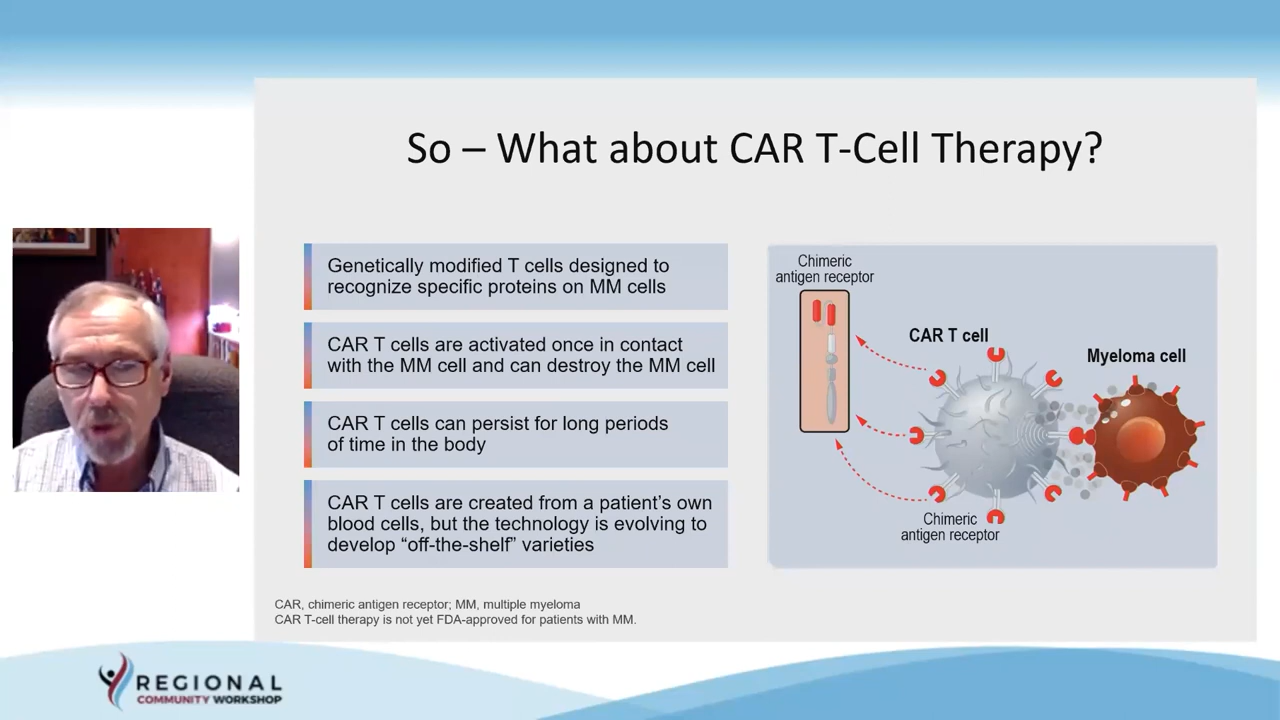 So – What about CAR T-Cell Therapy?
Genetically modified T cells designed to
recognize specific proteins on MM cells
CAR T cells are activated once in contact
with the MM cell and can destroy the MM cell
CAR T cells can persist for long periods
of time in the body
CAR T cells are created from a patient’s own
blood cells, but the technology is evolving to
develop “off-the-shelf” varieties
Chimeric
antigen receptor
CAR T cell
Myeloma cell
Chimeric
antigen receptor
CAR, chimeric antigen receptor; MM, multiple myeloma
CAR T-cell therapy is not yet FDA-approved for patients with MM.
REGIONAL
COMMUNITY WORKSHOP